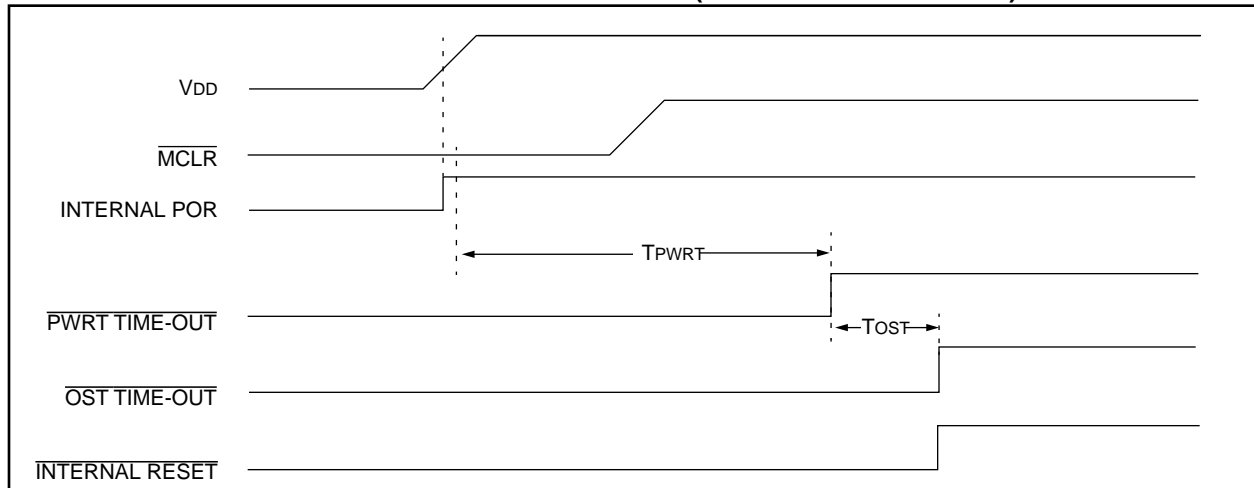 VDD
MCLR
INTERNAL POR
TPWRT
PWRT TIME-OUT
TOST
OST TIME-OUT
INTERNAL RESET